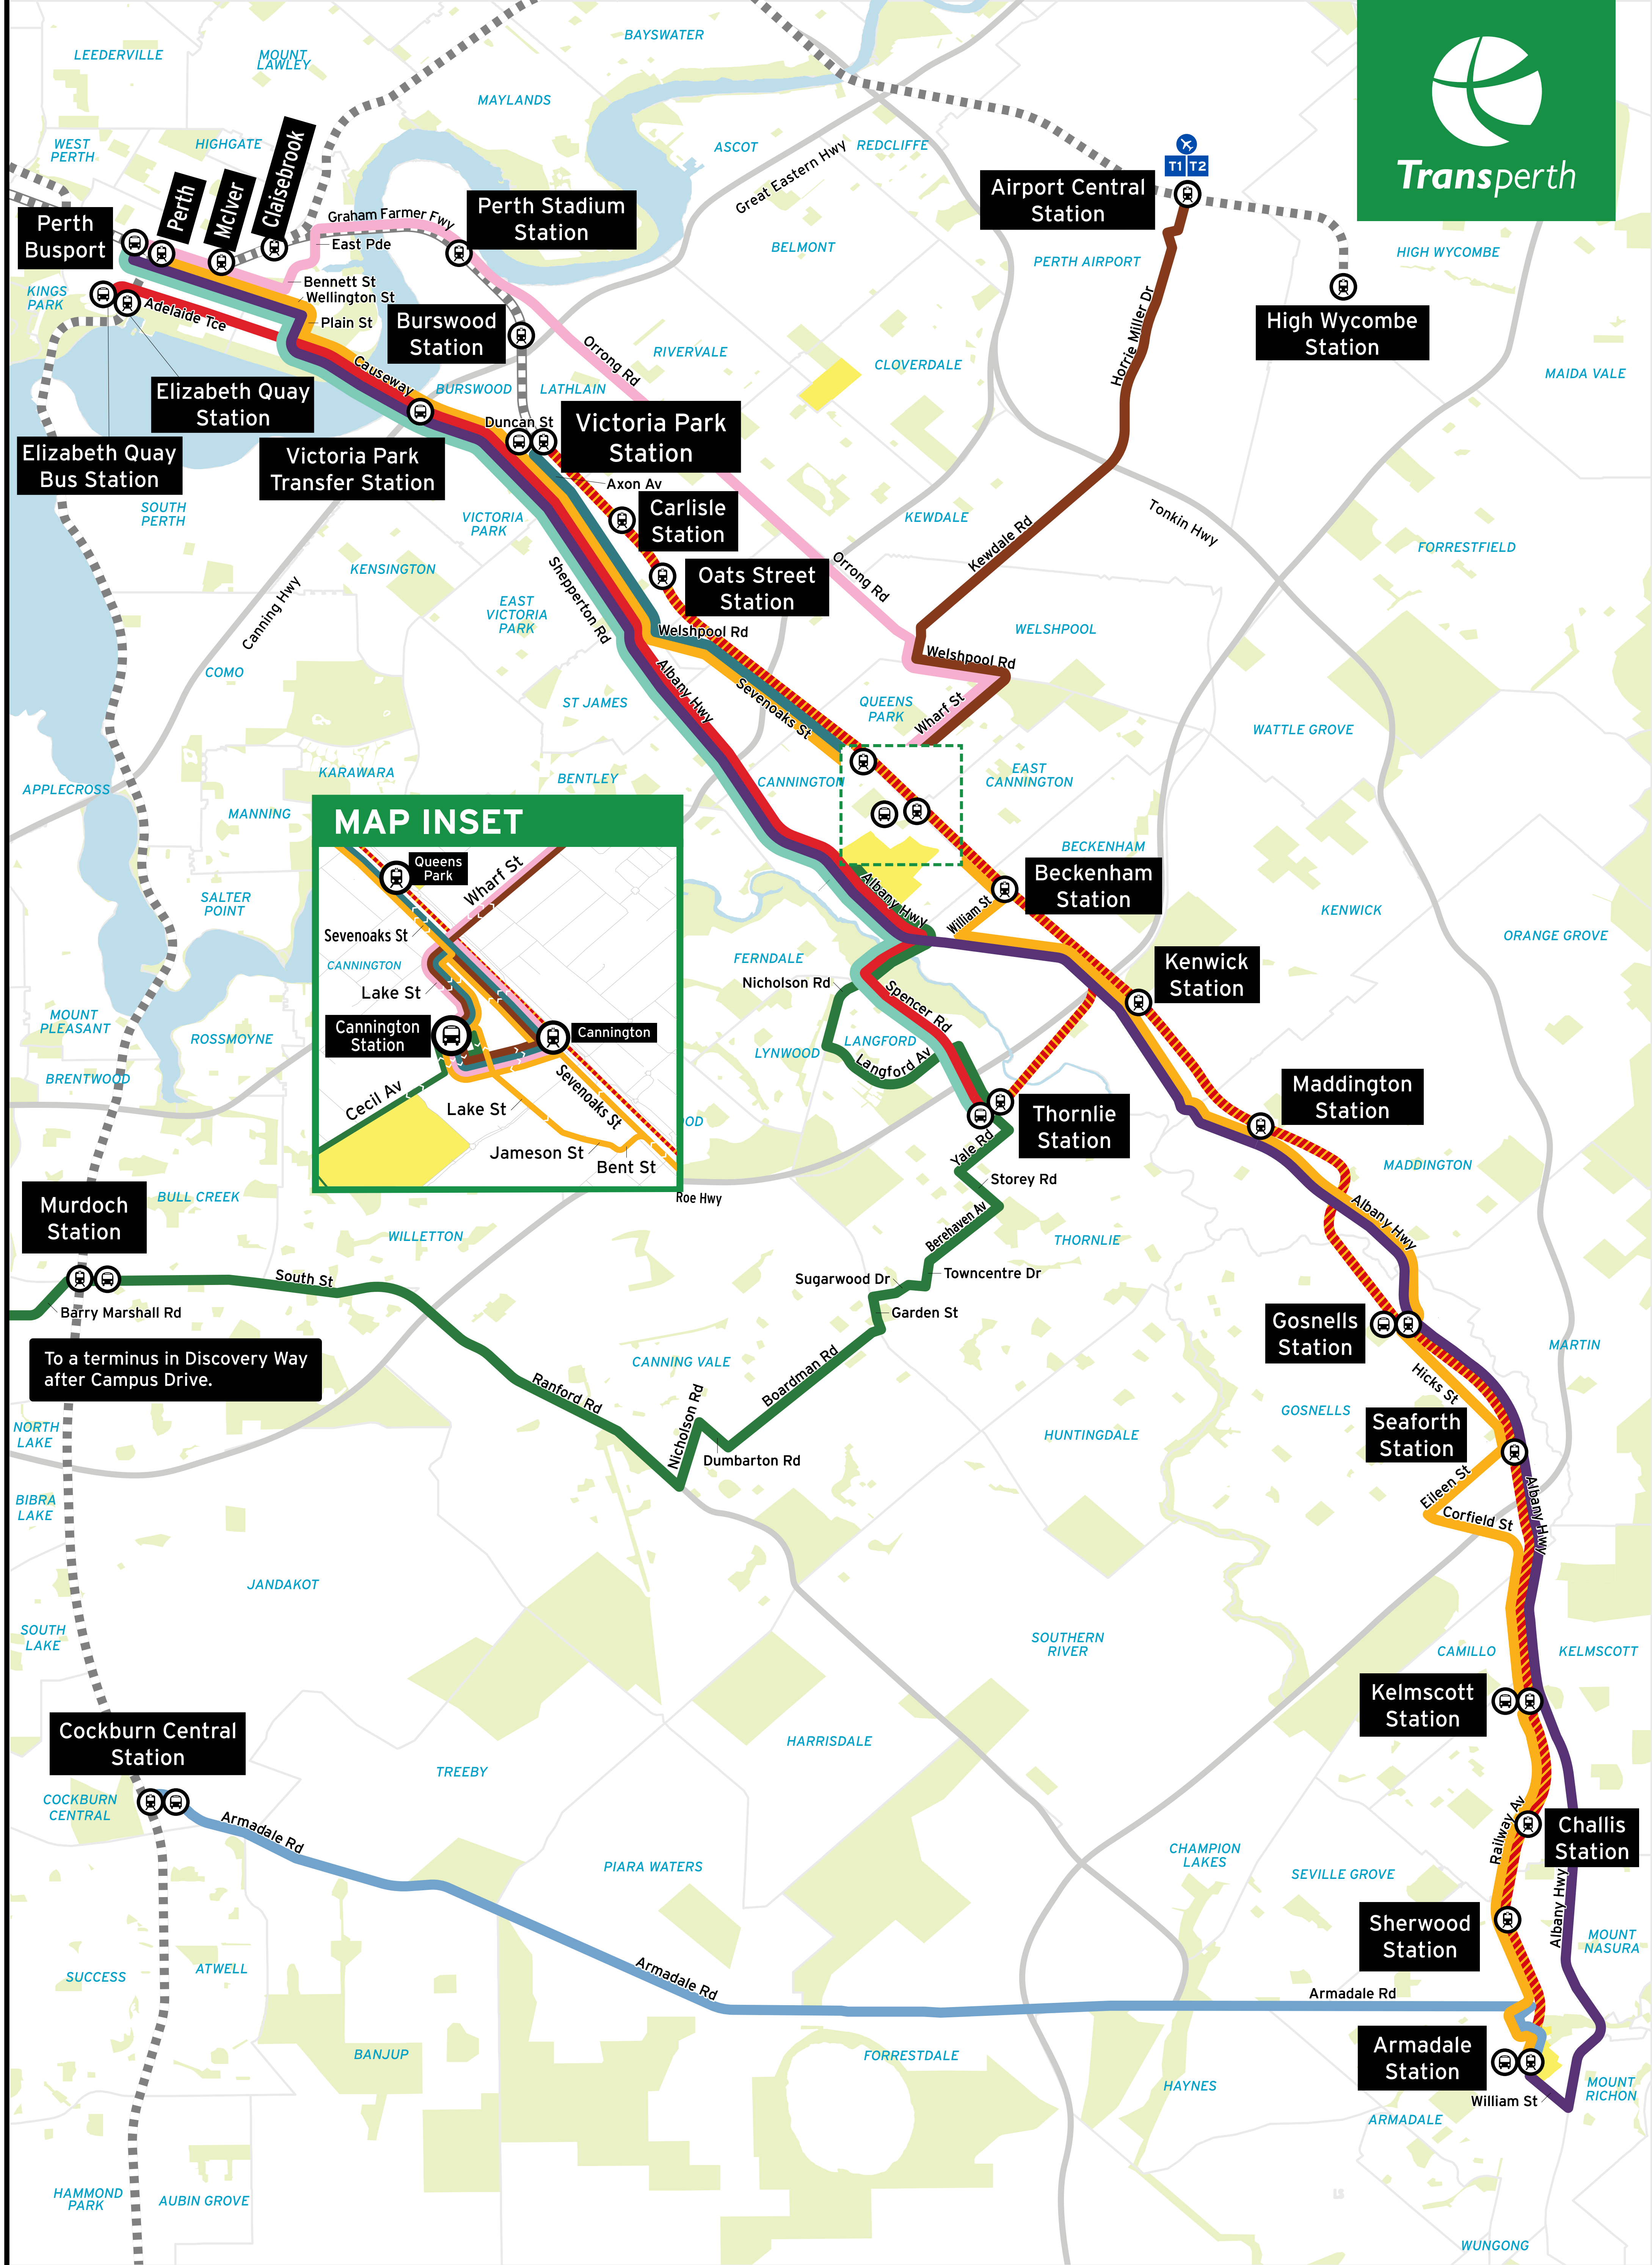 LEEDERVILLE
MOUNT
LAWLEY
BAYSWATER
MAYLANDS
WEST
PERTH
HIGHGATE
ASCOT
REDCLIFFE
Great Eastern Hwy
T1 T2
Transperth
Airport Central
Station
Perth
Busport
Perth
McIver
Claisebrook
Graham Farmer Fwy
East Pde
Perth Stadium
Station
BELMONT
PERTH AIRPORT
HIGH WYCOMBE
KINGS
PARK
Bennett St
Wellington St
Plain St
Adelaide Tce
Burswood
Station
Orrong Rd
RIVERVALE
CLOVERDALE
Horrie Miller Dr
High Wycombe
Station
MAIDA VALE
Causeway
BURSWOOD
LATHLAIN
Elizabeth Quay
Station
Duncan St
Victoria Park
Station
Elizabeth Quay
Bus Station
Victoria Park
Transfer Station
Axon Av
SOUTH
PERTH
VICTORIA
PARK
Carlisle
Station
KEWDALE
Kewdale Rd
Tonkin Hwy
FORRESTFIELD
KENSINGTON
Canning Hwy
EAST
VICTORIA
PARK
Shepperton Rd
Oats Street
Station
Orrong Rd
Welshpool Rd
WELSHPOOL
Welshpool Rd
COMO
Albany Hwy
Sevenoaks St
ST JAMES
QUEENS
PARK
Wharf St
WATTLE GROVE
KARAWARA
BENTLEY
CANNINGTON
EAST
CANNINGTON
APPLECROSS
MANNING
MAP INSET
Queens
Park
Wharf St
Sevenoaks St
CANNINGTON
Lake St
Cannington
Station
Cannington
Cecil Av
Lake St
Sevenoaks St
Jameson St
Bent St
BECKENHAM
Beckenham
Station
Albany Hwy
William St
SALTER
POINT
KENWICK
ORANGE GROVE
FERNDALE
Kenwick
Station
Nicholson Rd
Spencer Rd
MOUNT
PLEASANT
ROSSMOYNE
LYNWOOD
LANGFORD
Langford Av
BRENTWOOD
OOD
Thornlie
Station
Maddington
Station
Yale Rd
Storey Rd
MADDINGTON
Murdoch
Station
BULL CREEK
Roe Hwy
WILLETTON
Berehaven Av
THORNLIE
Albany Hwy
South St
Sugarwood Dr
Towncentre Dr
Barry Marshall Rd
Garden St
Gosnells
Station
MARTIN
To a terminus in Discovery Way
after Campus Drive.
CANNING VALE
Boardman Rd
Ranford Rd
Nicholson Rd
Dumbarton Rd
Hicks St
GOSNELLS
NORTH
LAKE
HUNTINGDALE
Seaforth
Station
Eileen St
Corfield St
Albany Hwy
BIBRA
LAKE
JANDAKOT
SOUTH
LAKE
SOUTHERN
RIVER
CAMILLO
KELMSCOTT
Kelmscott
Station
Cockburn Central
Station
HARRISDALE
TREEBY
COCKBURN
CENTRAL
Armadale Rd
Railway Av
Challis
Station
PIARA WATERS
CHAMPION
LAKES
SEVILLE GROVE
Albany Hwy
Sherwood
Station
MOUNT
NASURA
SUCCESS
ATWELL
Armadale Rd
Armadale Rd
Armadale
Station
BANJUP
FORRESTDALE
HAYNES
MOUNT
RICHON
William St
ARMADALE
HAMMOND
PARK
AUBIN GROVE
WUNGONG